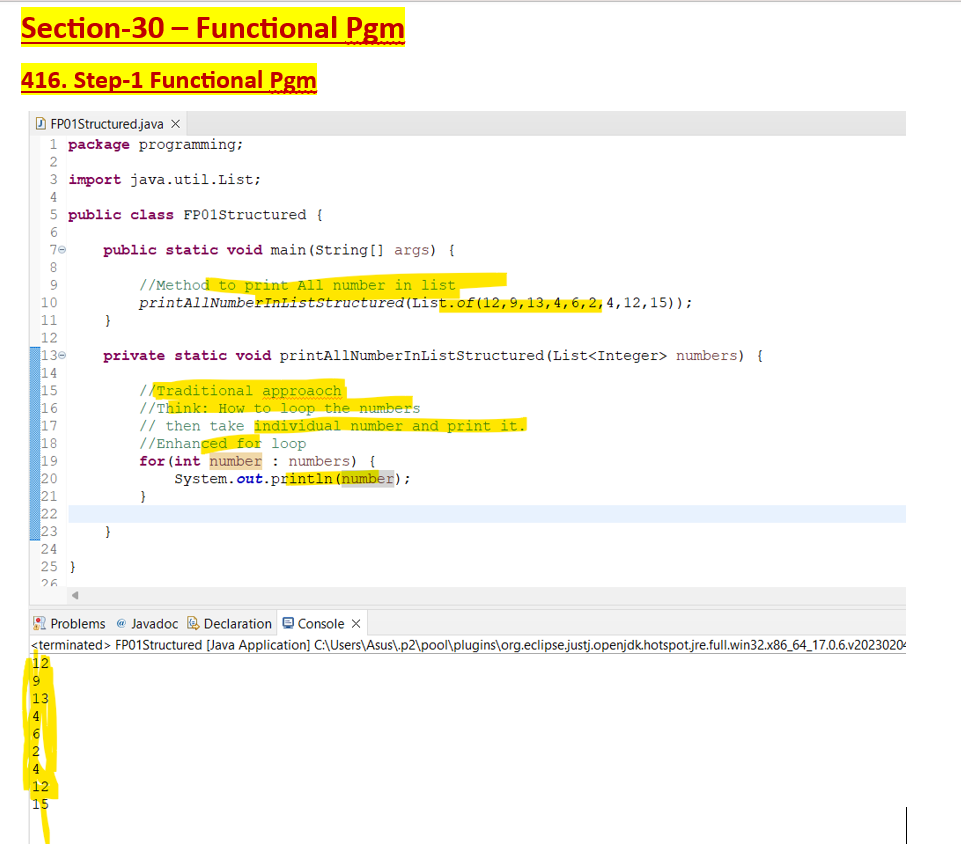 Section-30 – Functional Pgm
416. Step-1 Functional Pgm
FP01Structured.java
1 package programming;
2
3 import java.util.List;
4
5 public class FP01Structured {
6
7 public static void main(String[] args) {
8
9 //Method to print All number in list
10 printAllNumberInListStructured(List.of(12,9,13,4,6,2,4,12,15));
11 }
12
13 private static void printAllNumberInListStructured(List<Integer> numbers) {
14
15 //Traditional approaoch
16 //Think: How to loop the numbers
17 // then take individual number and print it.
18 //Enhanced for loop
19 for(int number : numbers) {
20 System.out.println(number);
21 }
22
23 }
24
25 }
26
Problems @ Javadoc Declaration Console
<terminated> FP01Structured [Java Application] C:\Users\Asus\.p2\pool\plugins\org.eclipse.justj.openjdk.hotspot.jre.full.win32.x86_64_17.0.6.v2023020
12
9
13
4
6
2
4
12
15